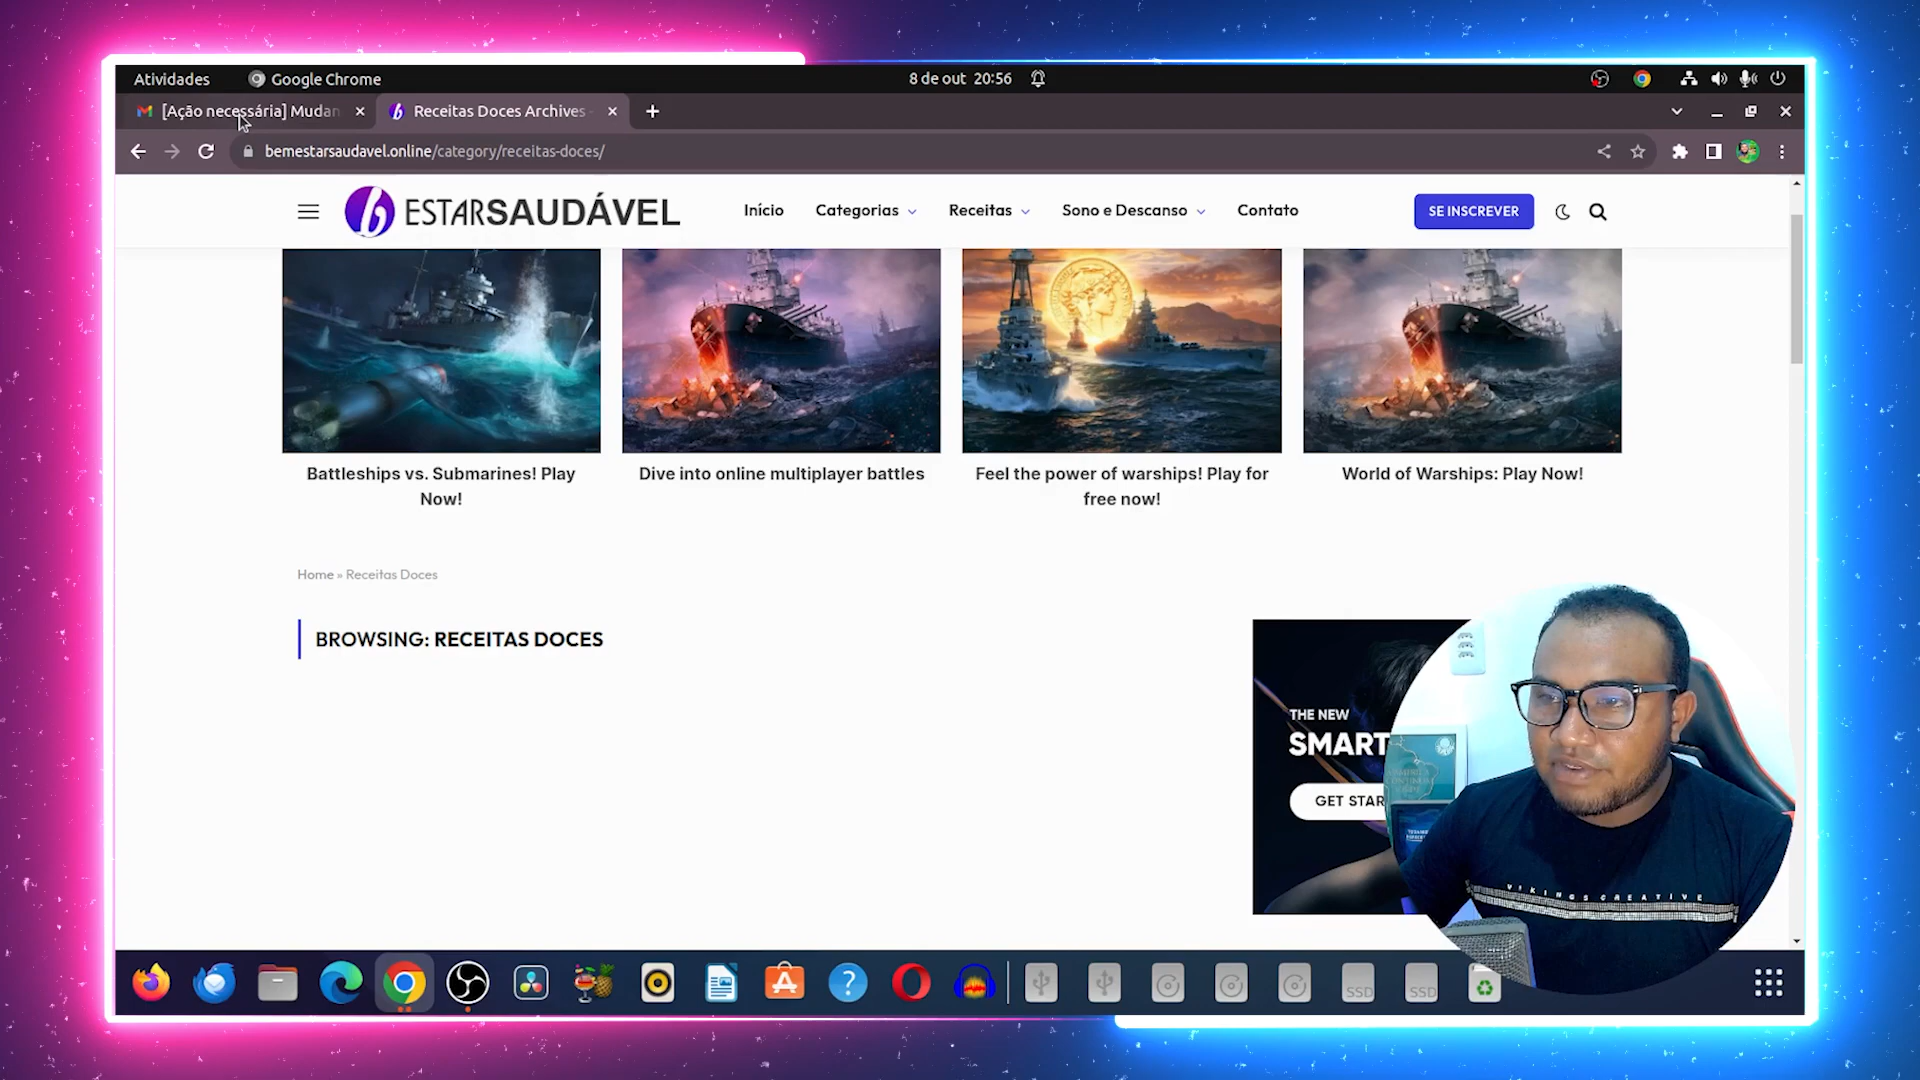 Atividades
Google Chrome
8 de out 20:56
[Ação necessária] Mudan
Receitas Doces Archives -
bemestarsaudavel.online/category/receitas-doces/
ESTARSAUDÁVEL
Início
Categorias
Receitas
Sono e Descanso
Contato
SE INSCREVER
Battleships vs. Submarines! Play
Now!
Dive into online multiplayer battles
Feel the power of warships! Play for
free now!
World of Warships: Play Now!
Home » Receitas Doces
BROWSING: RECEITAS DOCES
THE NEW
SMART
GET STAR
VIKINGS CREATIVE
SSD
SSD